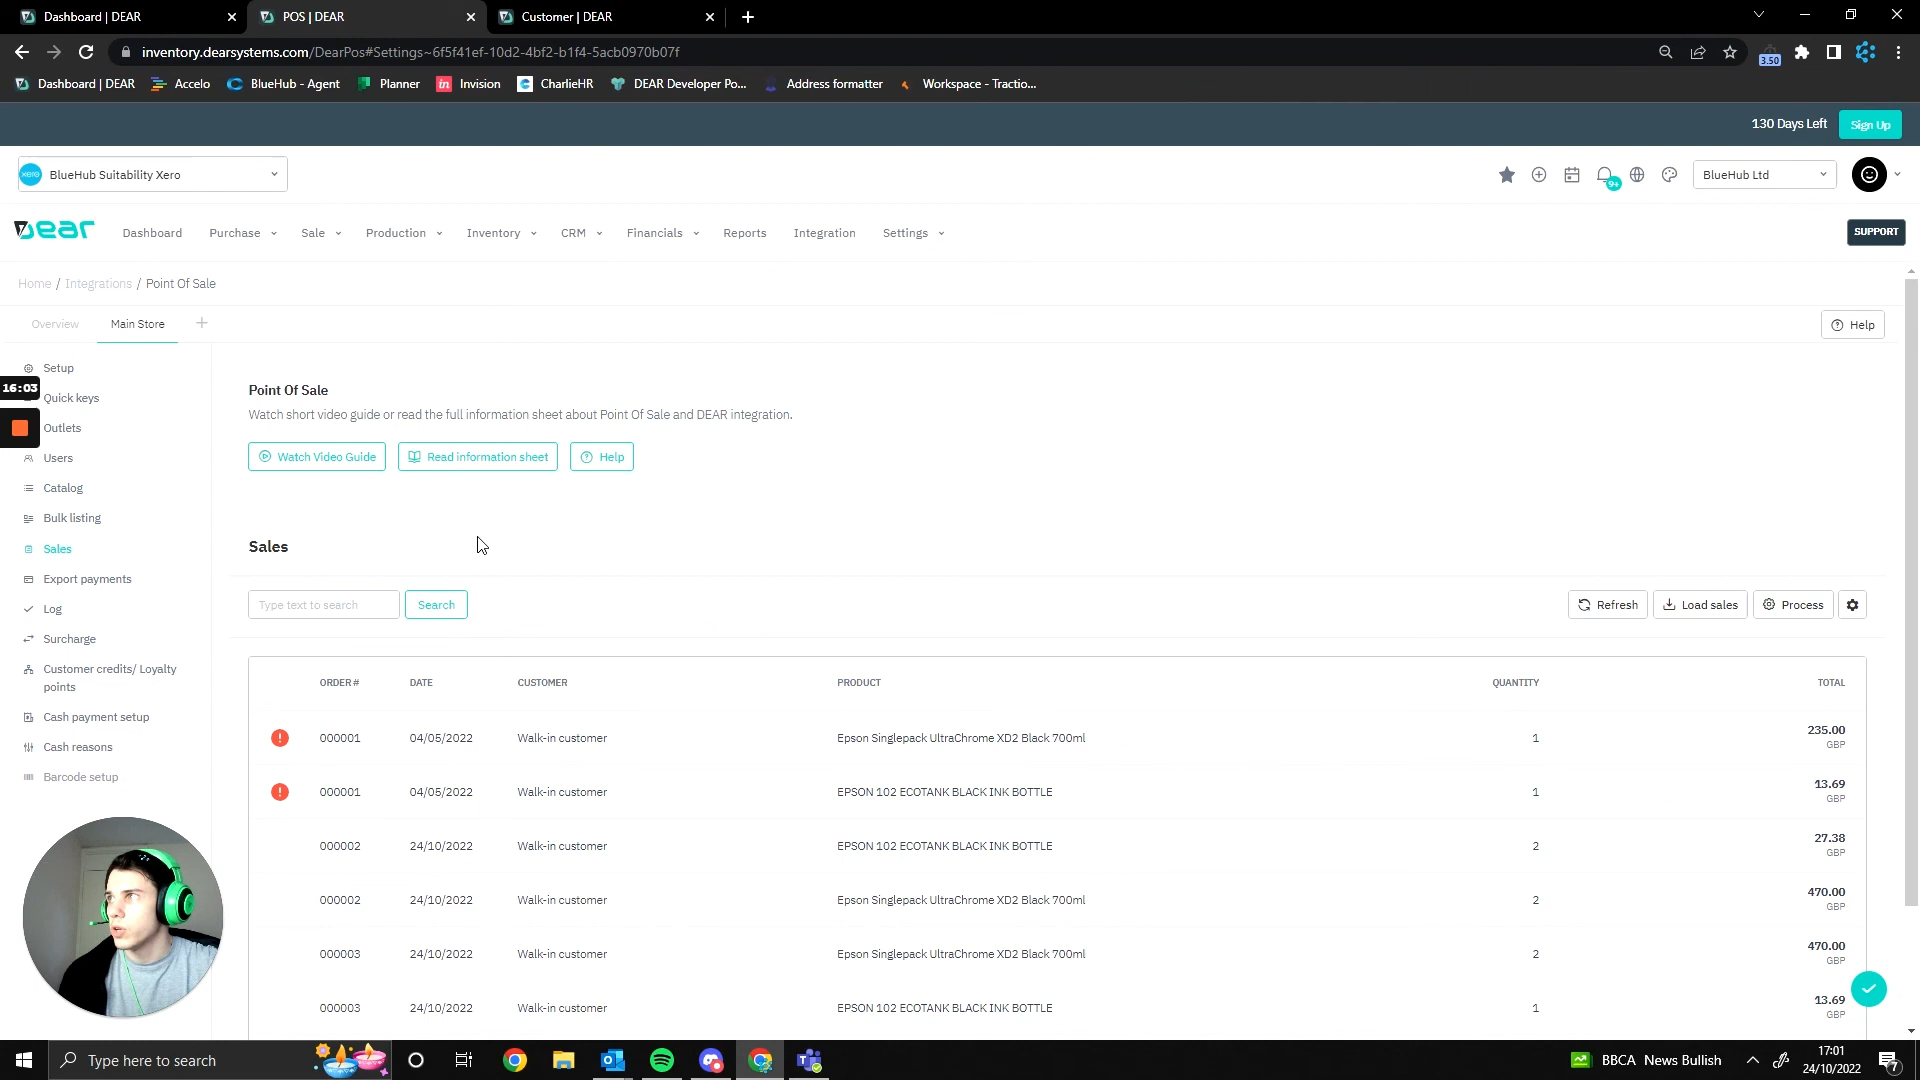 Dashboard | DEAR
POS | DEAR
Customer | DEAR
inventory.dearsystems.com/DearPos#Settings~6f5f41ef-10d2-4bf2-b1f4-5acb0970b07f
3.50
Dashboard | DEAR
Accelo
BlueHub - Agent
Planner
in Invision
CharlieHR
DEAR Developer Po...
Address formatter
Workspace - Tractio...
130 Days Left
Sign Up
xero BlueHub Suitability Xero
9+
BlueHub Ltd
Dear
Dashboard
Purchase
Sale
Production
Inventory
CRM
Financials
Reports
Integration
Settings
SUPPORT
Home / Integrations / Point Of Sale
Overview
Main Store
Help
Setup
16:03
Quick keys
Outlets
Users
Catalog
Bulk listing
Sales
Export payments
Log
Surcharge
Customer credits/ Loyalty
points
Cash payment setup
Cash reasons
Barcode setup
Point Of Sale
Watch short video guide or read the full information sheet about Point Of Sale and DEAR integration.
Watch Video Guide
Read information sheet
Help
Sales
Type text to search
Search
Refresh
Load sales
Process
ORDER# DATE CUSTOMER PRODUCT QUANTITY TOTAL
000001 04/05/2022 Walk-in customer Epson Singlepack UltraChrome XD2 Black 700ml 1 235.00
GBP
000001 04/05/2022 Walk-in customer EPSON 102 ECOTANK BLACK INK BOTTLE 1 13.69
GBP
000002 24/10/2022 Walk-in customer EPSON 102 ECOTANK BLACK INK BOTTLE 2 27.38
GBP
000002 24/10/2022 Walk-in customer Epson Singlepack UltraChrome XD2 Black 700ml 2 470.00
GBP
000003 24/10/2022 Walk-in customer Epson Singlepack UltraChrome XD2 Black 700ml 2 470.00
GBP
000003 24/10/2022 Walk-in customer EPSON 102 ECOTANK BLACK INK BOTTLE 1 13.69
GBP
Type here to search
BBCA News Bullish
17:01
24/10/2022
7